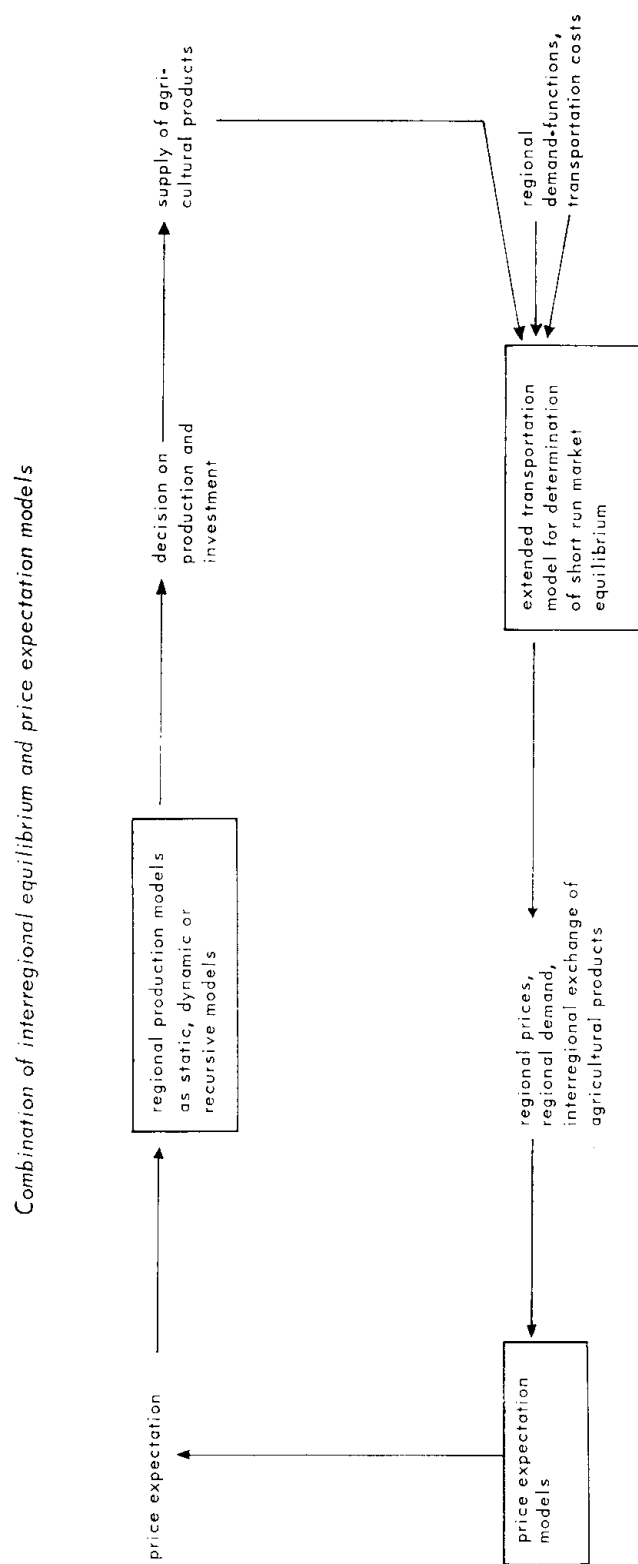 Combination of interregional equilibrium and price expectation models
price expectation
regional production models
as static, dynamic or
recursive models
decision on
production and
investment
supply of agri-
cultural products
price expectation
models
regional prices,
regional demand,
interregional exchange of
agricultural products
extended transportation
model for determination
of short run market
equilibrium
regional
demand-functions,
transportation costs